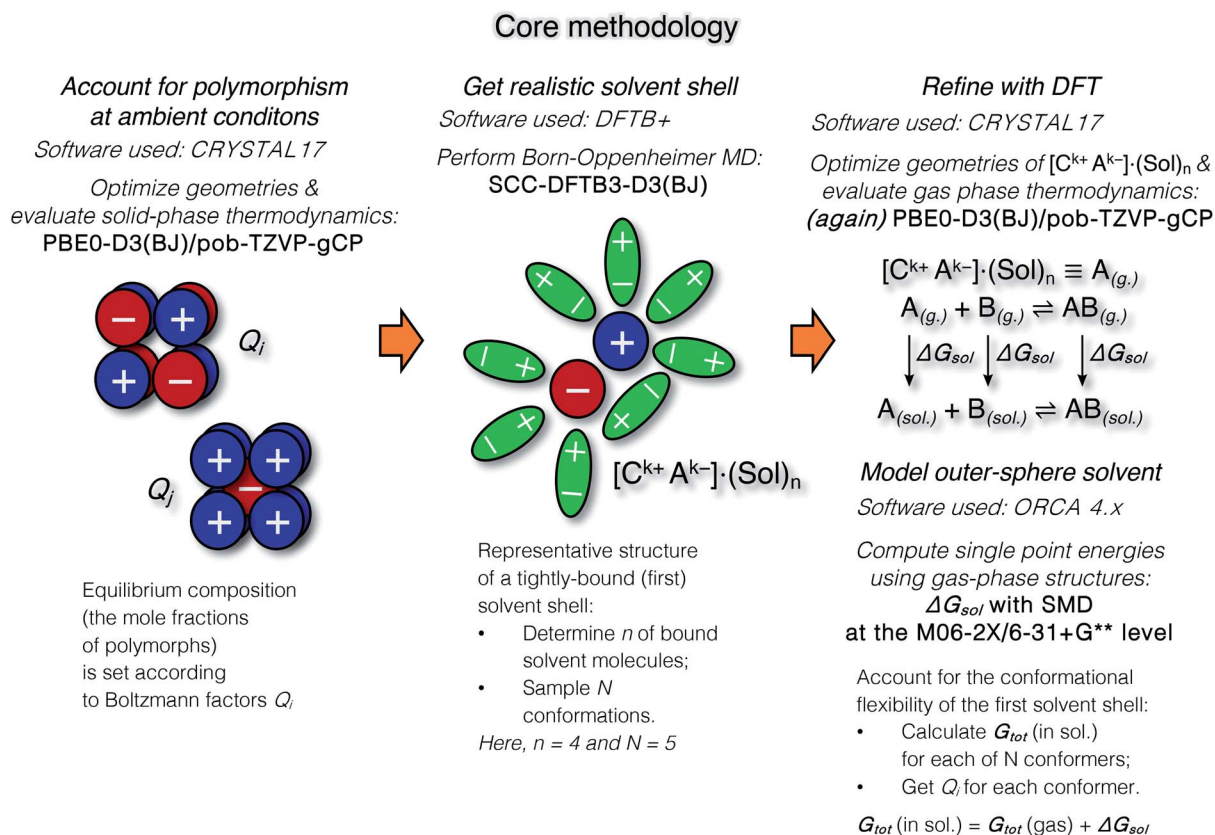 Core methodology
Account for polymorphism
at ambient conditons
Software used: CRYSTAL17
Optimize geometries &
evaluate solid-phase thermodynamics:
PBE0-D3(BJ)/pob-TZVP-gCP
− +
+ −
Qi
+ +
−
+ +
Qj
Equilibrium composition
(the mole fractions
of polymorphs)
is set according
to Boltzmann factors Qi
Get realistic solvent shell
Software used: DFTB+
Perform Born-Oppenheimer MD:
SCC-DFTB3-D3(BJ)
+
−
[Ck+ Ak−]·(Sol)n
Representative structure
of a tightly-bound (first)
solvent shell:
• Determine n of bound
solvent molecules;
• Sample N
conformations.
Here, n = 4 and N = 5
Refine with DFT
Software used: CRYSTAL17
Optimize geometries of [Ck+ Ak−]·(Sol)n &
evaluate gas phase thermodynamics:
(again) PBE0-D3(BJ)/pob-TZVP-gCP
[Ck+ Ak−]·(Sol)n ≡ A(g.)
A(g.) + B(g.) ⇌ AB(g.)
ΔGsol ΔGsol ΔGsol
A(sol.) + B(sol.) ⇌ AB(sol.)
Model outer-sphere solvent
Software used: ORCA 4.x
Compute single point energies
using gas-phase structures:
ΔGsol with SMD
at the M06-2X/6-31+G** level
Account for the conformational
flexibility of the first solvent shell:
• Calculate Gtot (in sol.)
for each of N conformers;
• Get Qi for each conformer.
Gtot (in sol.) = Gtot (gas) + ΔGsol